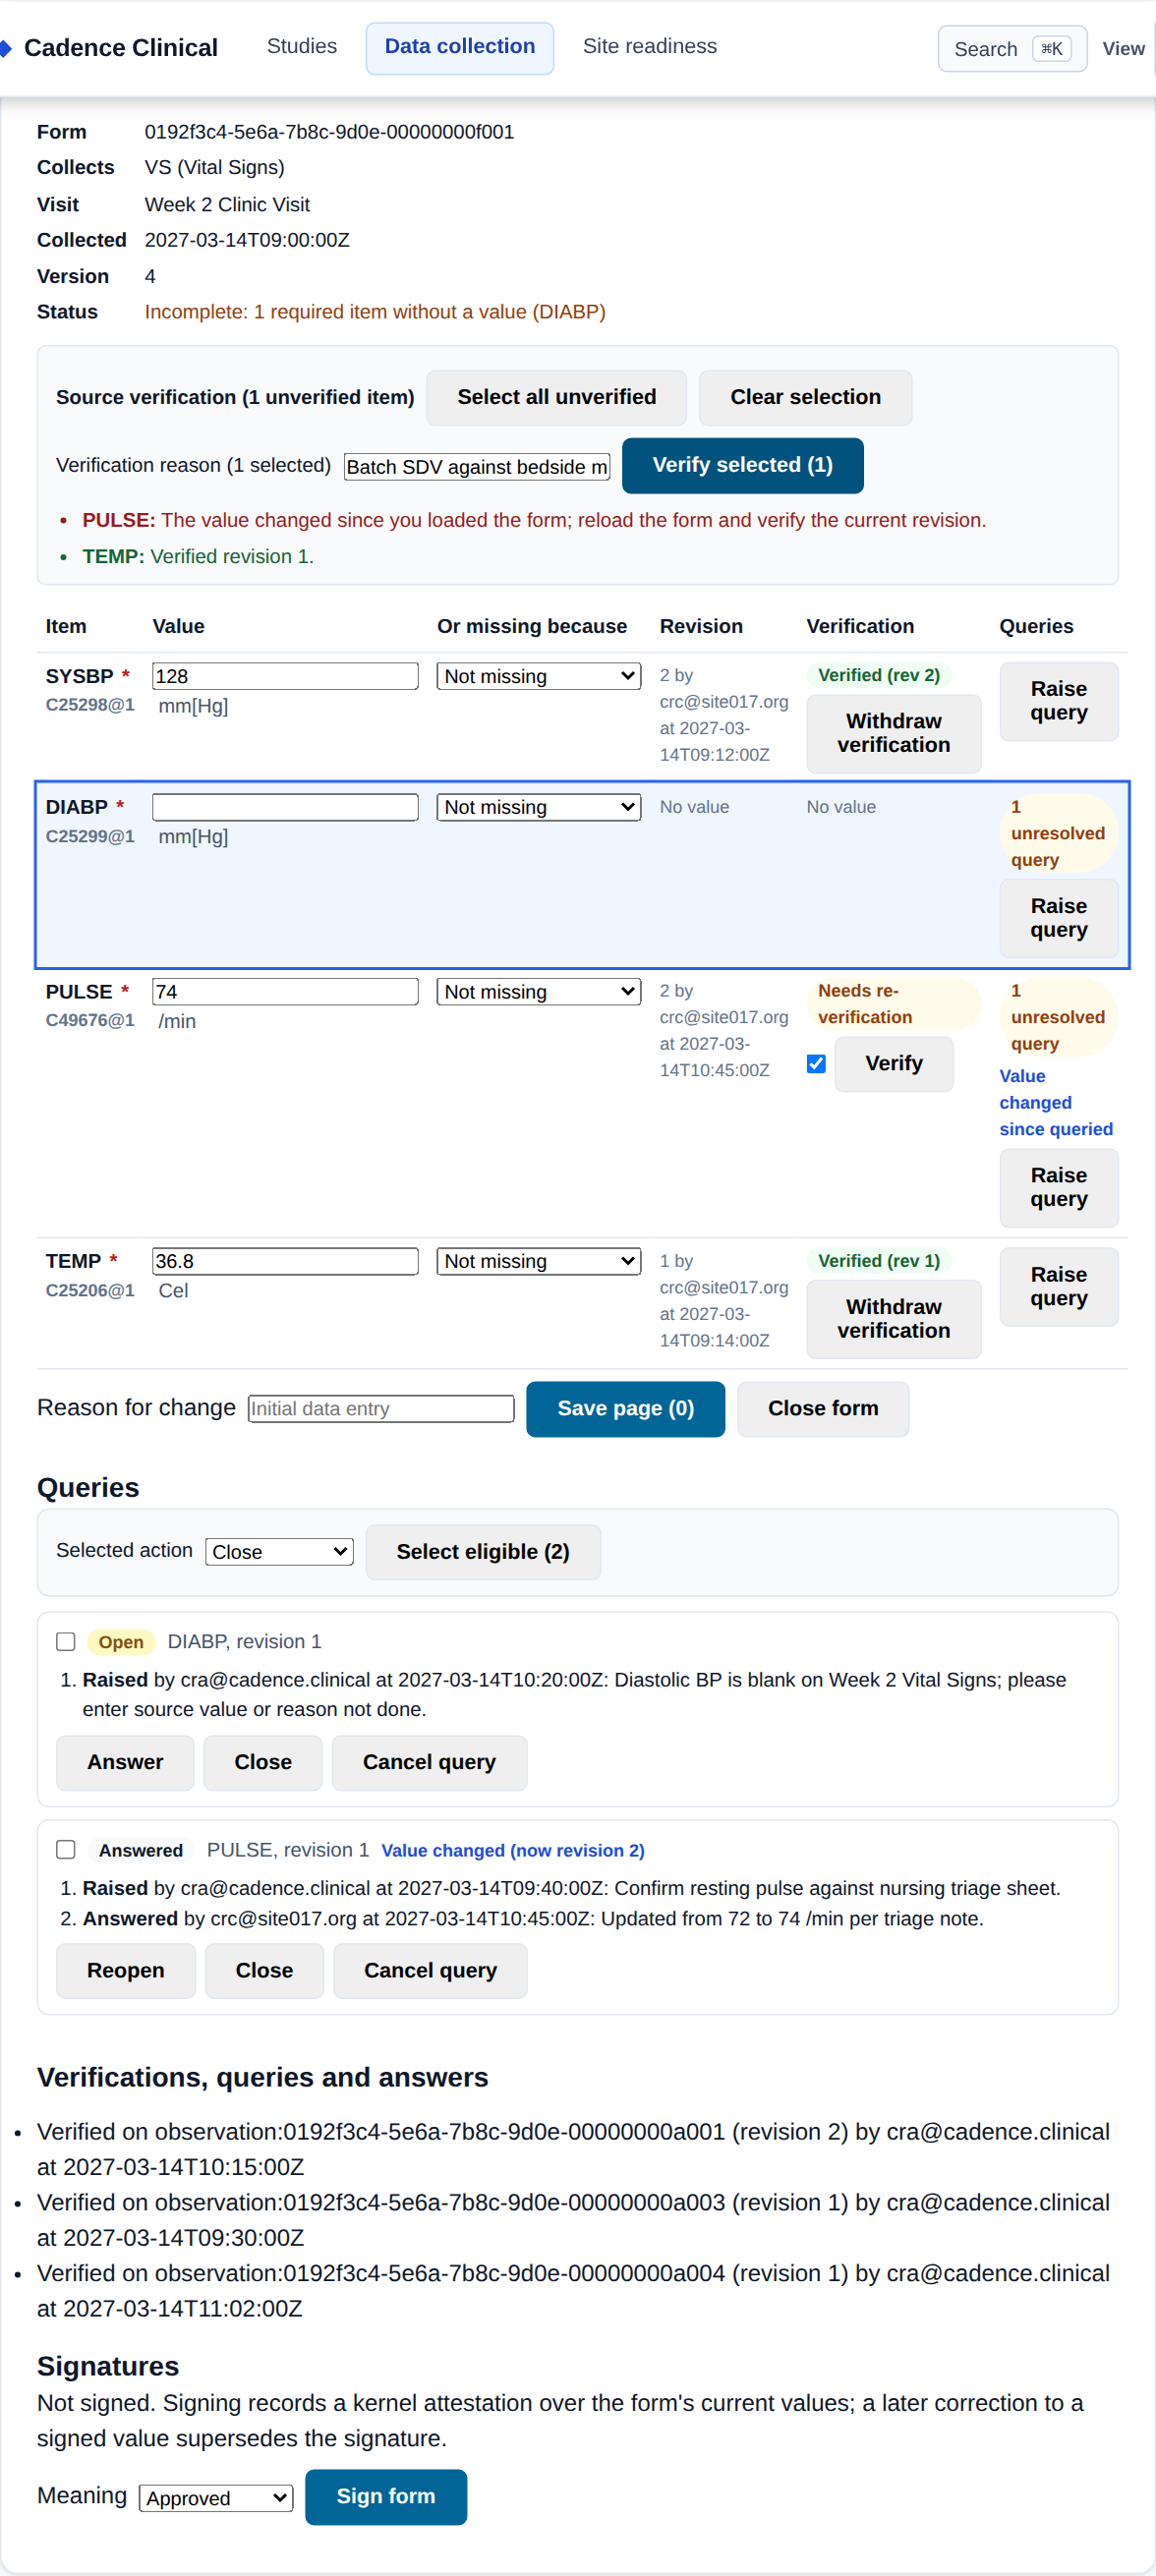 Cadence Clinical Studies Data collection Site readiness Search ⌘K View
Form 0192f3c4-5e6a-7b8c-9d0e-00000000f001
Collects VS (Vital Signs)
Visit Week 2 Clinic Visit
Collected 2027-03-14T09:00:00Z
Version 4
Status Incomplete: 1 required item without a value (DIABP)
Source verification (1 unverified item) Select all unverified Clear selection
Verification reason (1 selected) Batch SDV against bedside m Verify selected (1)
• PULSE: The value changed since you loaded the form; reload the form and verify the current revision.
• TEMP: Verified revision 1.
Item Value Or missing because Revision Verification Queries
SYSBP * 128 Not missing 2 by Verified (rev 2) Raise
C25298@1 mm[Hg] crc@site017.org Withdraw query
at 2027-03- verification
14T09:12:00Z
DIABP * Not missing No value No value 1
C25299@1 mm[Hg] unresolved
query
Raise
query
PULSE * 74 Not missing 2 by Needs re- 1
C49676@1 /min crc@site017.org verification unresolved
at 2027-03- Verify query
14T10:45:00Z Value
changed
since queried
Raise
query
TEMP * 36.8 Not missing 1 by Verified (rev 1) Raise
C25206@1 Cel crc@site017.org Withdraw query
at 2027-03- verification
14T09:14:00Z
Reason for change Initial data entry Save page (0) Close form
Queries
Selected action Close Select eligible (2)
Open DIABP, revision 1
1. Raised by cra@cadence.clinical at 2027-03-14T10:20:00Z: Diastolic BP is blank on Week 2 Vital Signs; please
enter source value or reason not done.
Answer Close Cancel query
Answered PULSE, revision 1 Value changed (now revision 2)
1. Raised by cra@cadence.clinical at 2027-03-14T09:40:00Z: Confirm resting pulse against nursing triage sheet.
2. Answered by crc@site017.org at 2027-03-14T10:45:00Z: Updated from 72 to 74 /min per triage note.
Reopen Close Cancel query
Verifications, queries and answers
• Verified on observation:0192f3c4-5e6a-7b8c-9d0e-00000000a001 (revision 2) by cra@cadence.clinical
at 2027-03-14T10:15:00Z
• Verified on observation:0192f3c4-5e6a-7b8c-9d0e-00000000a003 (revision 1) by cra@cadence.clinical
at 2027-03-14T09:30:00Z
• Verified on observation:0192f3c4-5e6a-7b8c-9d0e-00000000a004 (revision 1) by cra@cadence.clinical
at 2027-03-14T11:02:00Z
Signatures
Not signed. Signing records a kernel attestation over the form's current values; a later correction to a
signed value supersedes the signature.
Meaning Approved Sign form